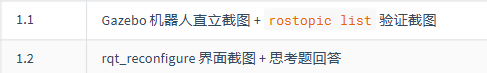 1.1 Gazebo 机器人直立截图 + rostopic list 验证截图
1.2 rqt_reconfigure 界面截图 + 思考题回答